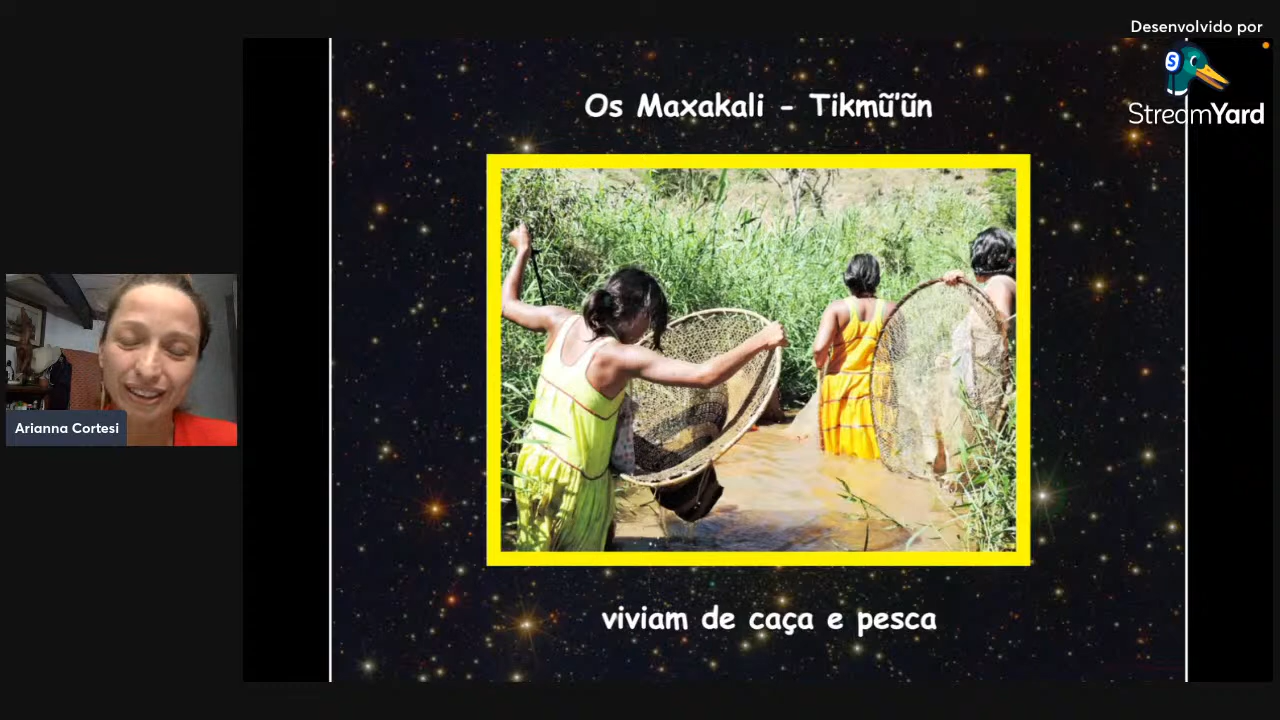 Desenvolvido por
S
StreamYard
Os Maxakali - Tikmũ'ũn
Arianna Cortesi
viviam de caça e pesca